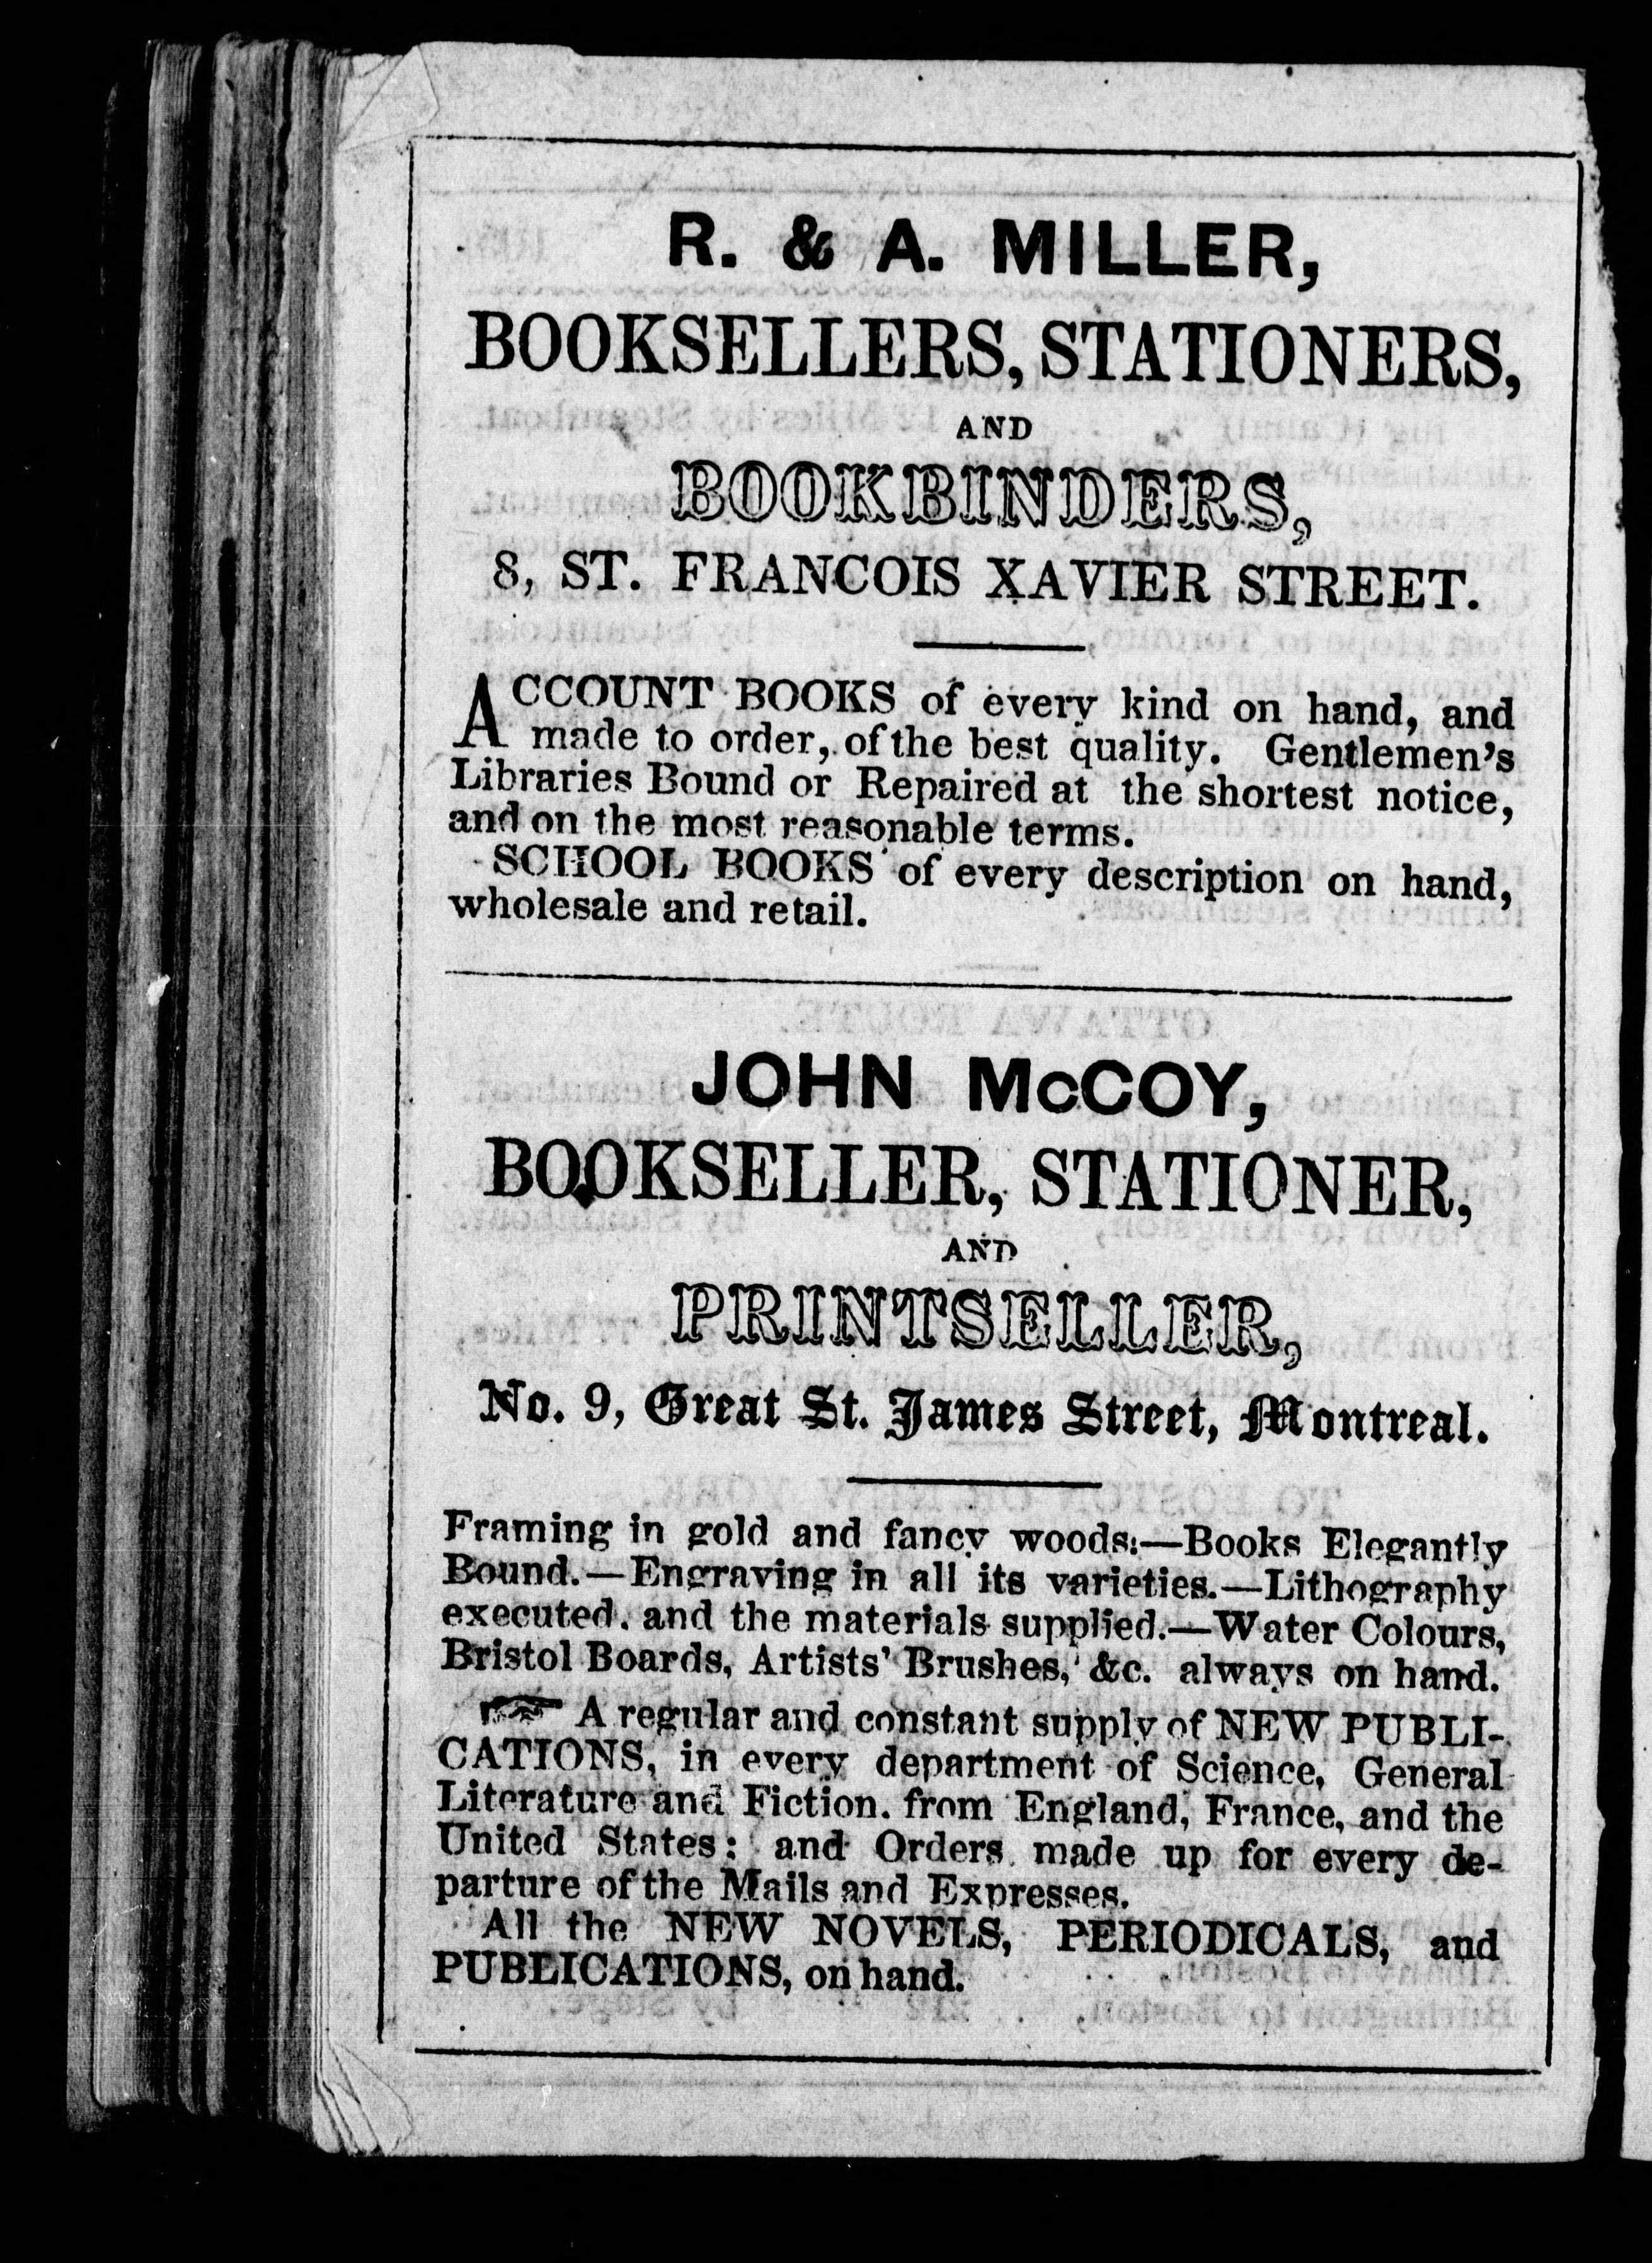 R. & A. MILLER,
BOOKSELLERS, STATIONERS,
AND
BOOKBINDERS,
8, ST. FRANCOIS XAVIER STREET.
ACCOUNT BOOKS of every kind on hand, and
made to order, of the best quality. Gentlemen's
Libraries Bound or Repaired at the shortest notice,
and on the most reasonable terms.
SCHOOL BOOKS of every description on hand,
wholesale and retail.
JOHN McCOY,
BOOKSELLER, STATIONER,
AND
PRINTSELLER,
No. 9, Great St. James Street, Montreal.
Framing in gold and fancy woods:—Books Elegantly
Bound.—Engraving in all its varieties.—Lithography
executed, and the materials supplied.—Water Colours,
Bristol Boards, Artists' Brushes, &c. always on hand.
☞ A regular and constant supply of NEW PUBLI-
CATIONS, in every department of Science, General
Literature and Fiction, from England, France, and the
United States: and Orders made up for every de-
parture of the Mails and Expresses.
All the NEW NOVELS, PERIODICALS, and
PUBLICATIONS, on hand.